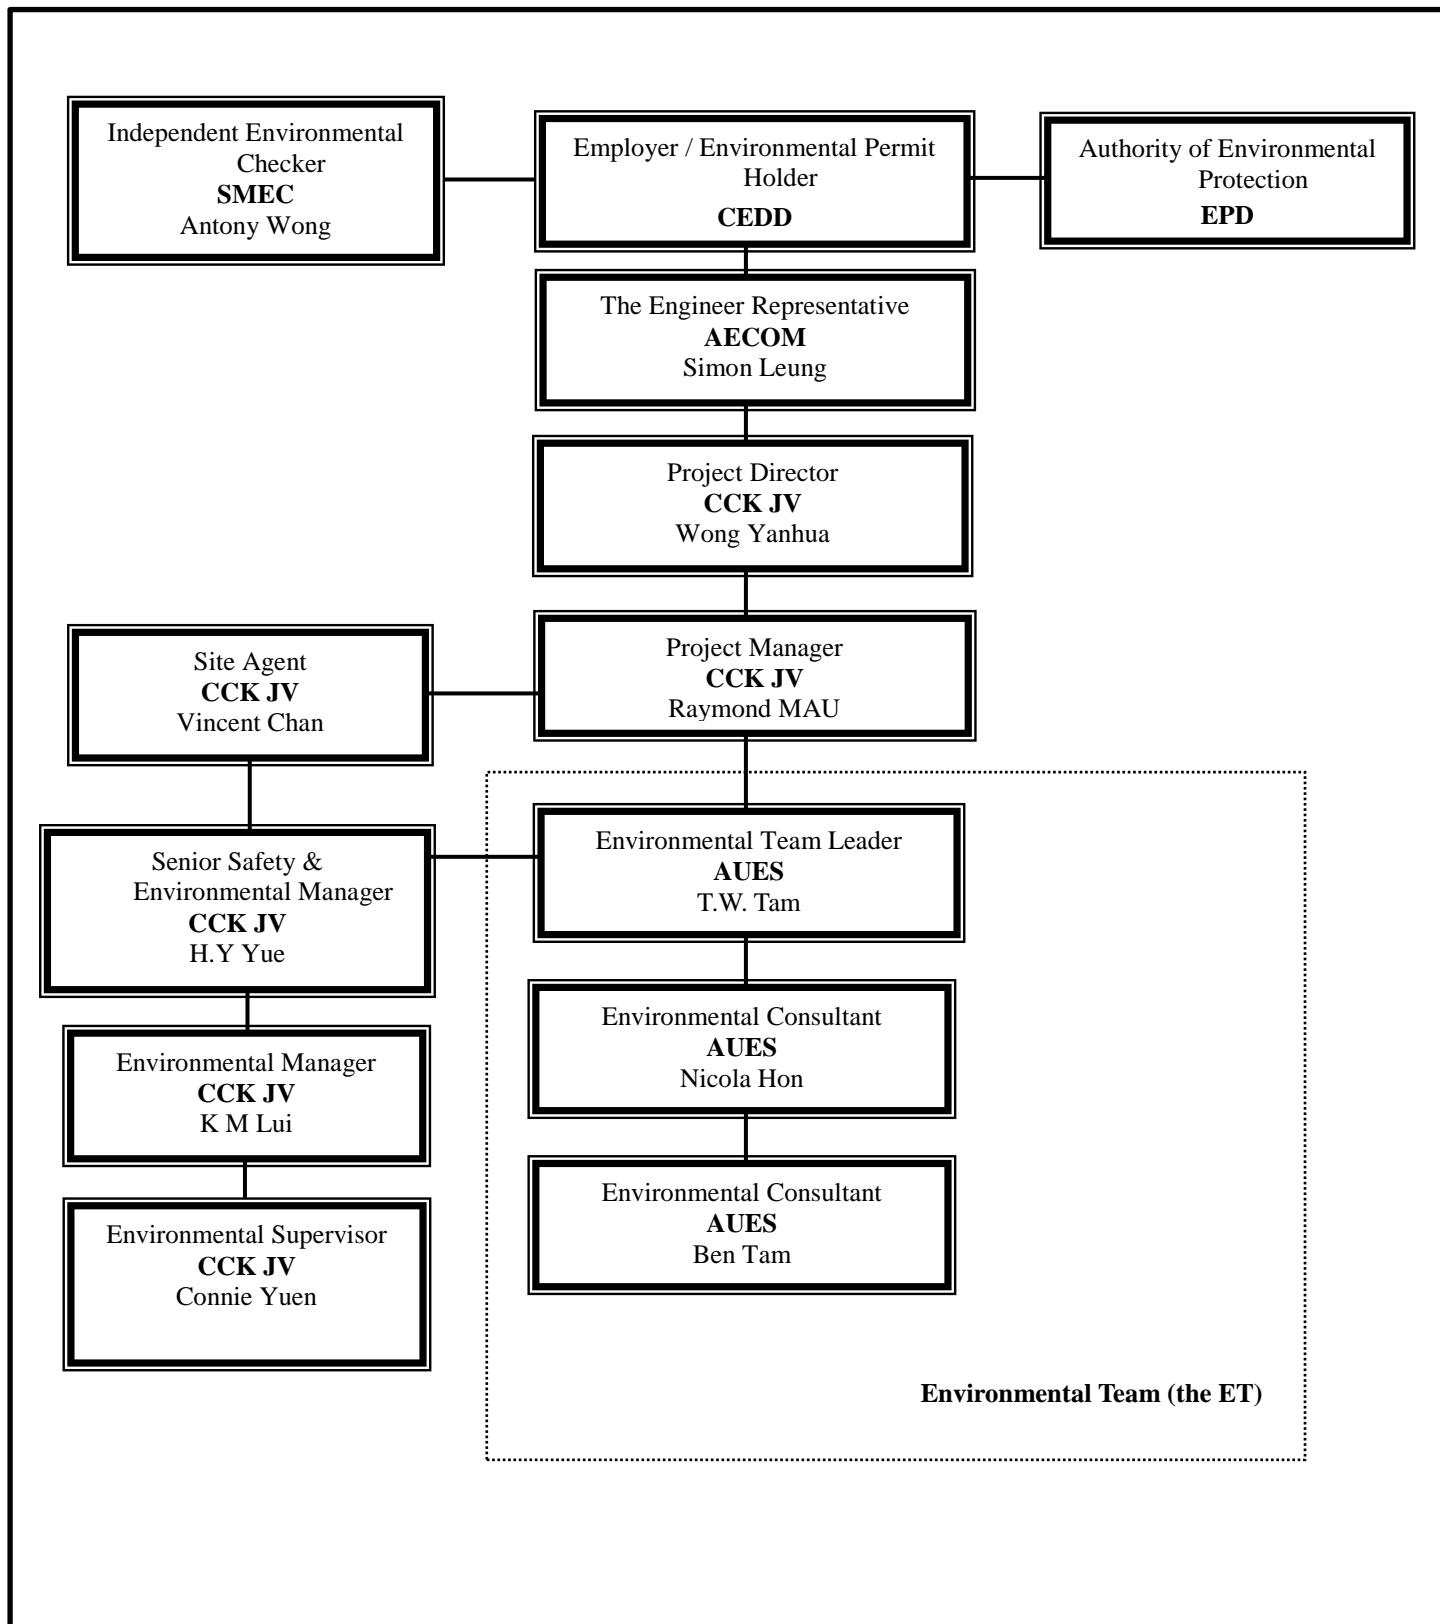 Independent Environmental
Checker
SMEC
Antony Wong
Employer / Environmental Permit
Holder
CEDD
Authority of Environmental
Protection
EPD
The Engineer Representative
AECOM
Simon Leung
Project Director
CCK JV
Wong Yanhua
Site Agent
CCK JV
Vincent Chan
Project Manager
CCK JV
Raymond MAU
Senior Safety &
Environmental Manager
CCK JV
H.Y Yue
Environmental Team Leader
AUES
T.W. Tam
Environmental Manager
CCK JV
K M Lui
Environmental Consultant
AUES
Nicola Hon
Environmental Supervisor
CCK JV
Connie Yuen
Environmental Consultant
AUES
Ben Tam
Environmental Team (the ET)